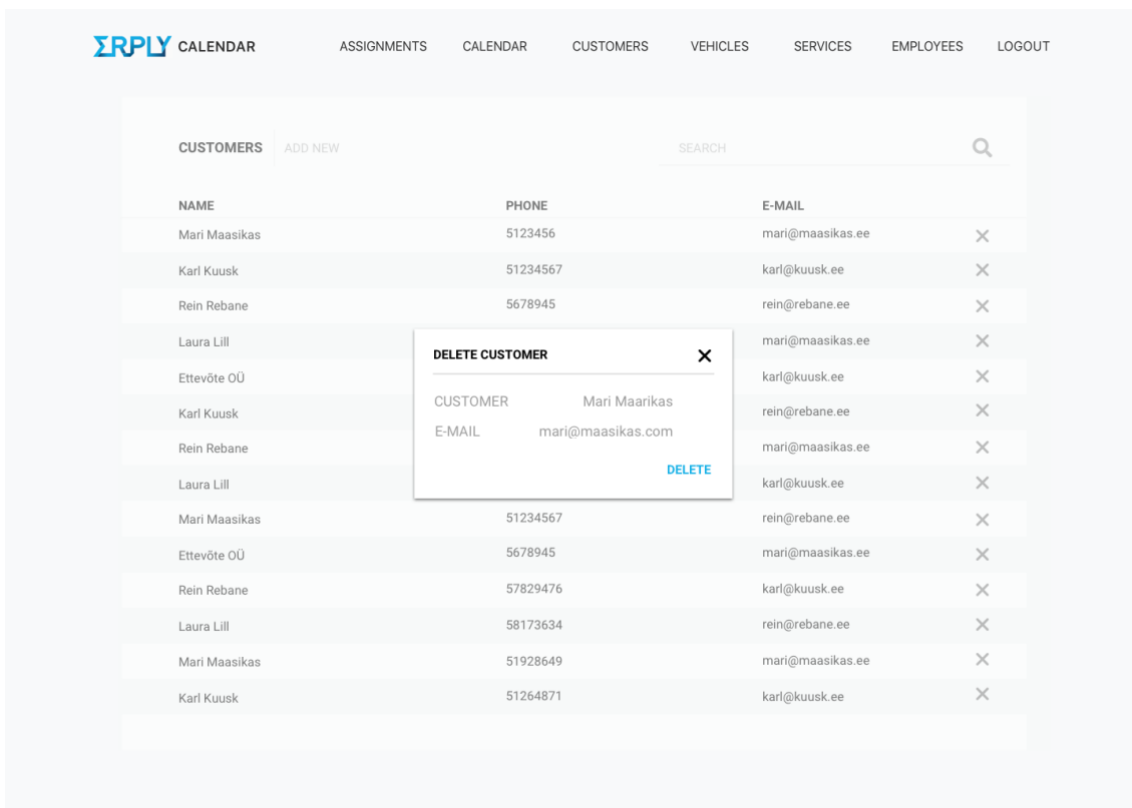 ERPLY CALENDAR ASSIGNMENTS CALENDAR CUSTOMERS VEHICLES SERVICES EMPLOYEES LOGOUT
CUSTOMERS ADD NEW SEARCH
NAME PHONE E-MAIL
Mari Maasikas 5123456 mari@maasikas.ee
Karl Kuusk 51234567 karl@kuusk.ee
Rein Rebane 5678945 rein@rebane.ee
Laura Lill mari@maasikas.ee
Ettevõte OÜ karl@kuusk.ee
Karl Kuusk rein@rebane.ee
Rein Rebane mari@maasikas.ee
Laura Lill karl@kuusk.ee
DELETE CUSTOMER
CUSTOMER Mari Maarikas
E-MAIL mari@maasikas.com
DELETE
Mari Maasikas 51234567 rein@rebane.ee
Ettevõte OÜ 5678945 mari@maasikas.ee
Rein Rebane 57829476 karl@kuusk.ee
Laura Lill 58173634 rein@rebane.ee
Mari Maasikas 51928649 mari@maasikas.ee
Karl Kuusk 51264871 karl@kuusk.ee